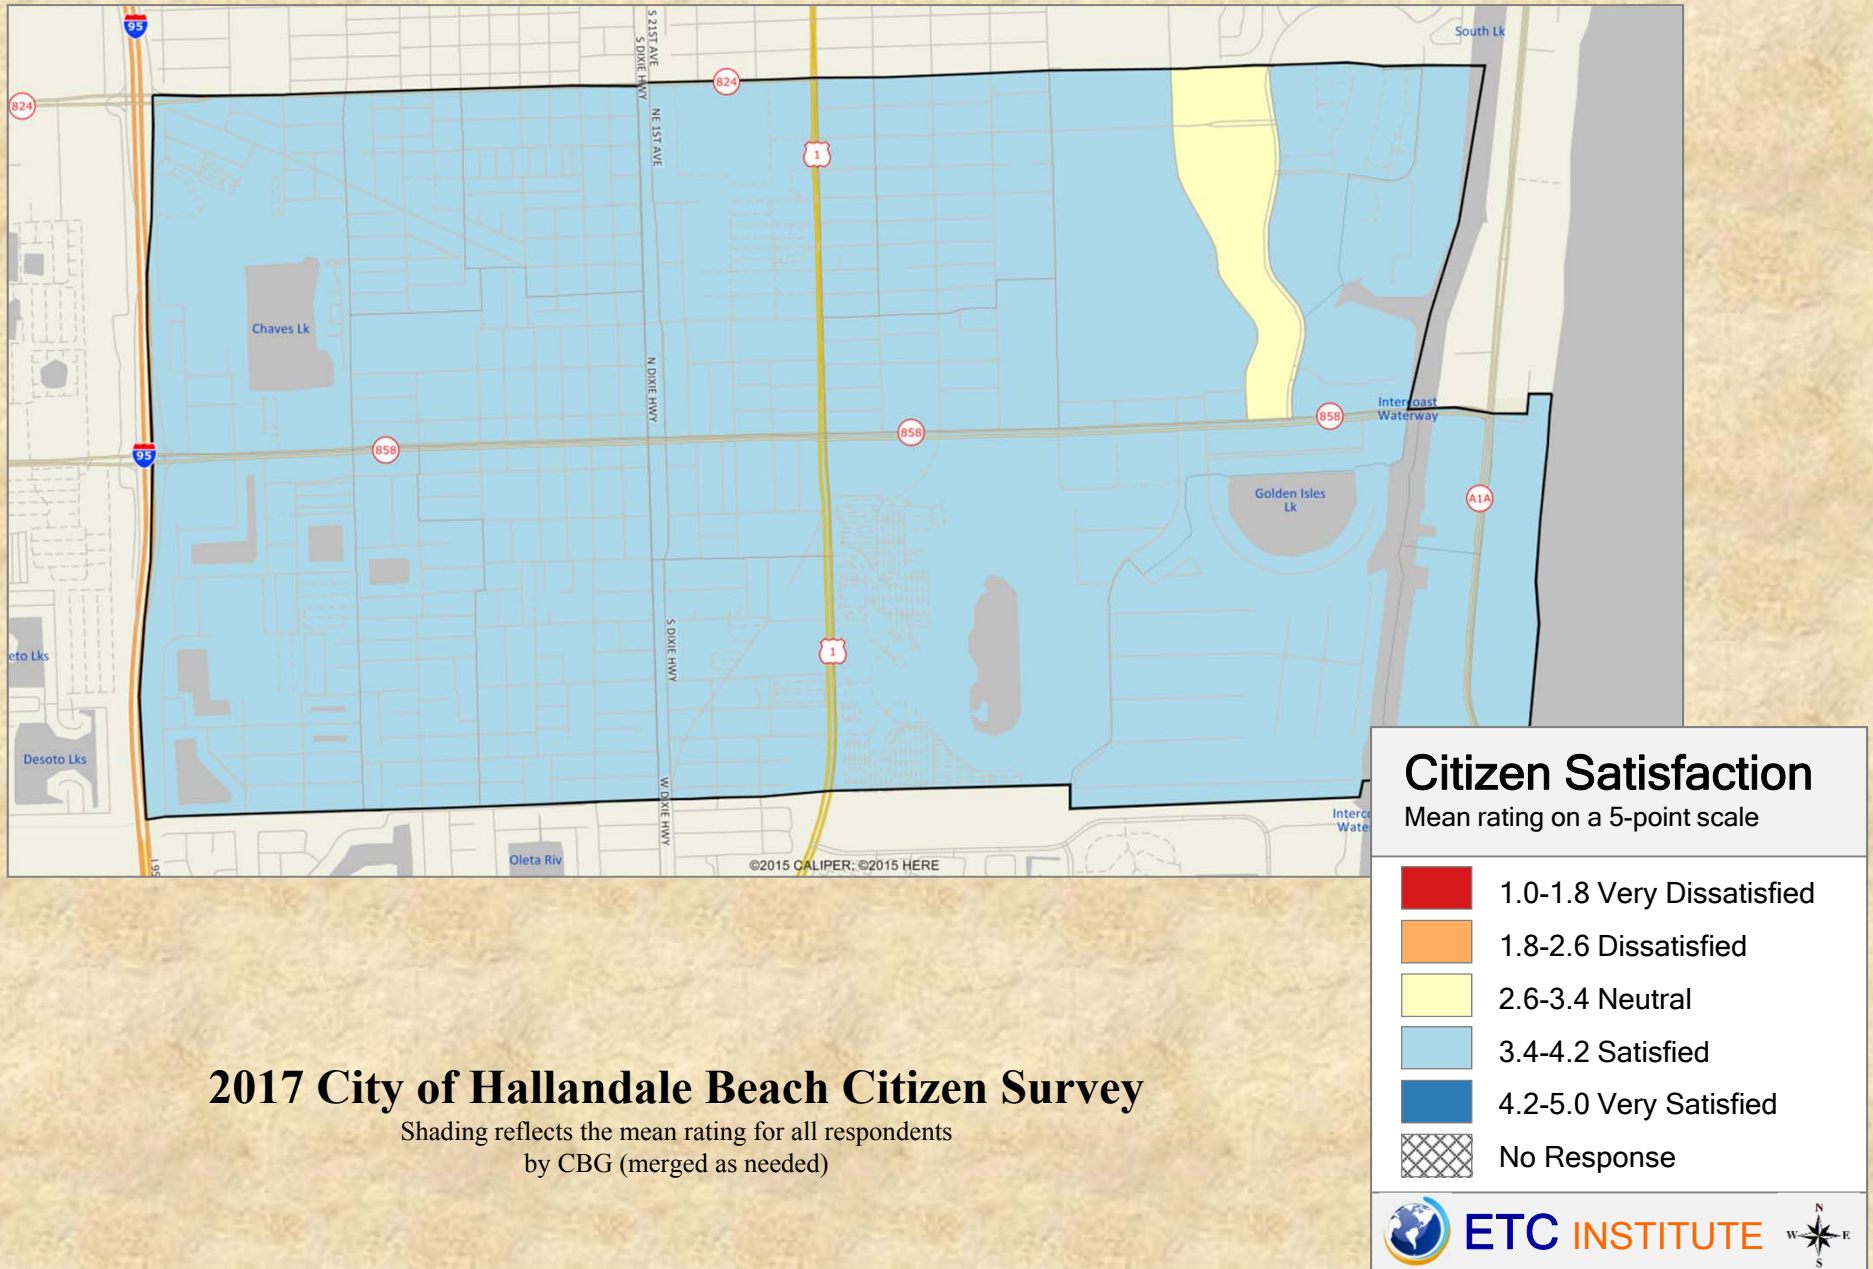 95
South Lk
S 21ST AVE
S DIXIE HWY
824
824
NE 1ST AVE
1
Chaves Lk
N DIXIE HWY
Intercoast
Waterway
858
858
858
95
Golden Isles
Lk
A1A
S DIXIE HWY
1
eto Lks
Desoto Lks
W DIXIE HWY
Interco
Wate
Oleta Riv
I 95
©2015 CALIPER; ©2015 HERE
Citizen Satisfaction
Mean rating on a 5-point scale
1.0-1.8 Very Dissatisfied
1.8-2.6 Dissatisfied
2.6-3.4 Neutral
3.4-4.2 Satisfied
4.2-5.0 Very Satisfied
No Response
2017 City of Hallandale Beach Citizen Survey
Shading reflects the mean rating for all respondents
by CBG (merged as needed)
ETC INSTITUTE
N
W E
S